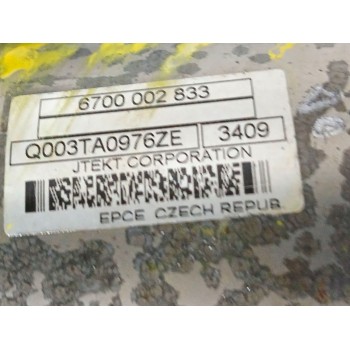 6700 002 833
Q003TA0976ZE 3409
JTEKT CORPORATION
EPCE CZECH REPUB